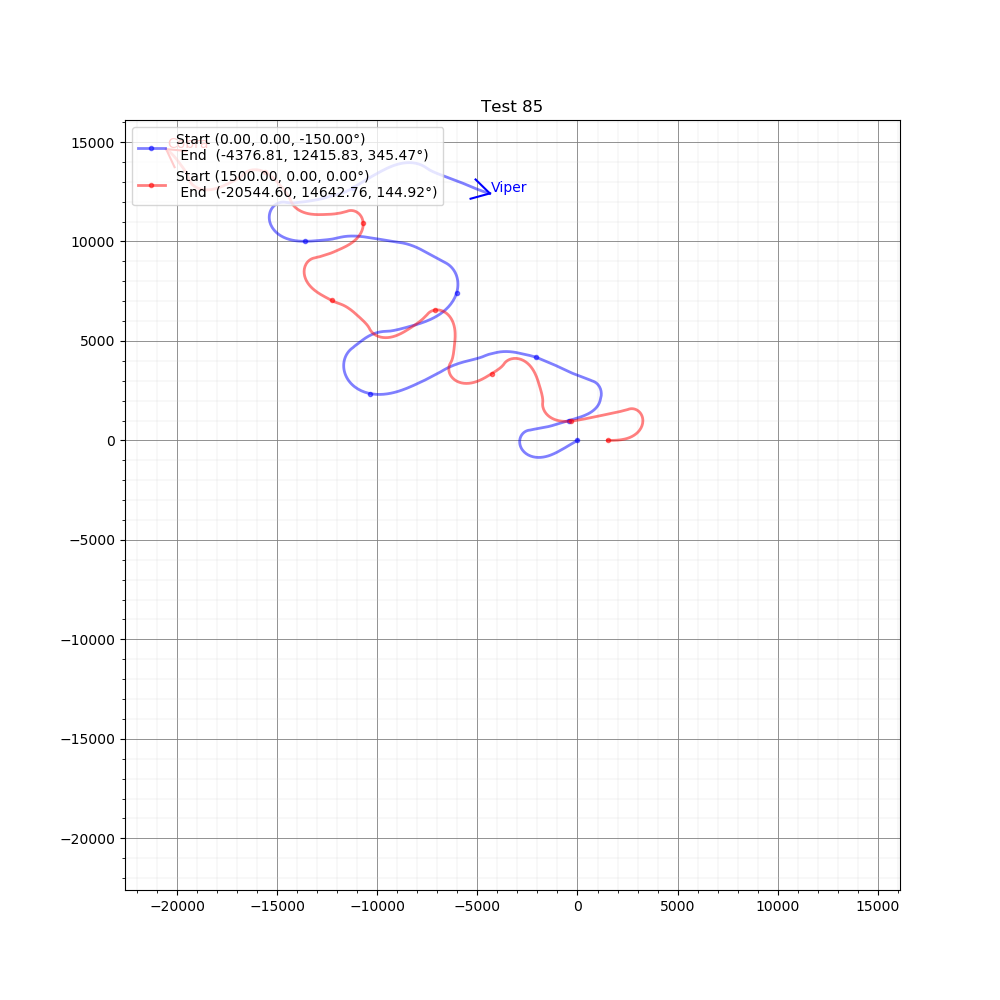 Test 85
Start (0.00, 0.00, -150.00°)
End (-4376.81, 12415.83, 345.47°)
Start (1500.00, 0.00, 0.00°)
End (-20544.60, 14642.76, 144.92°)
Viper
15000
10000
5000
0
−5000
−10000
−15000
−20000
−20000 −15000 −10000 −5000 0 5000 10000 15000